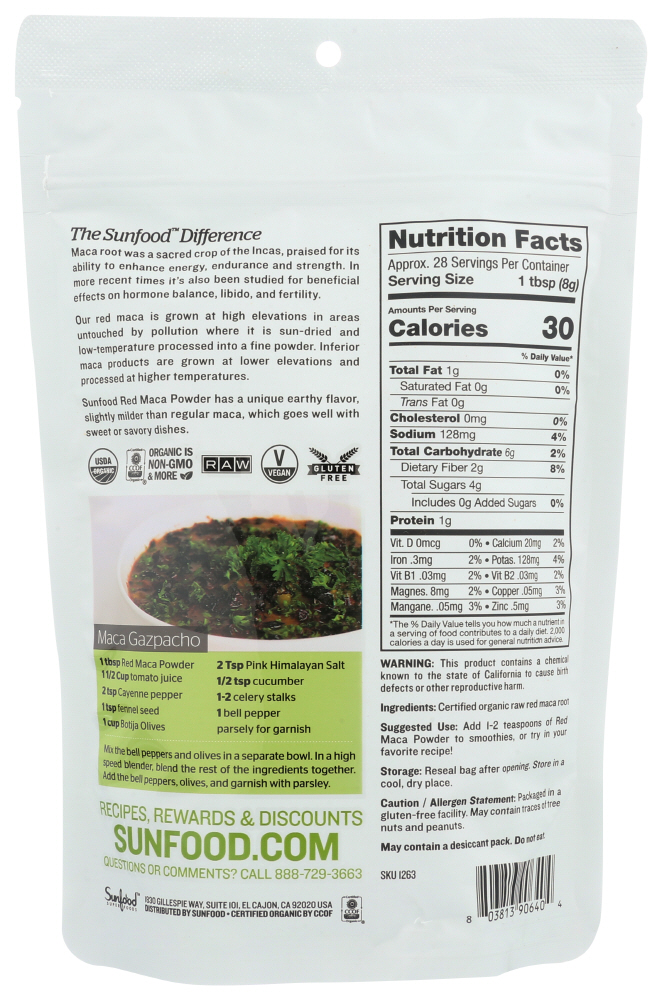 The Sunfood™ Difference
Maca root was a sacred crop of the Incas, praised for its
ability to enhance energy, endurance and strength. In
more recent times it's also been studied for beneficial
effects on hormone balance, libido, and fertility.
Our red maca is grown at high elevations in areas
untouched by pollution where it is sun-dried and
low-temperature processed into a fine powder. Inferior
maca products are grown at lower elevations and
processed at higher temperatures.
Sunfood Red Maca Powder has a unique earthy flavor,
slightly milder than regular maca, which goes well with
sweet or savory dishes.
USDA
ORGANIC
CCOF
ORGANIC IS
NON-GMO
& MORE
RAW
V
VEGAN
GLUTEN
FREE
Maca Gazpacho
1 tbsp Red Maca Powder
1 1/2 Cup tomato juice
2 tsp Cayenne pepper
1 tsp fennel seed
1 cup Botija Olives
2 Tsp Pink Himalayan Salt
1/2 tsp cucumber
1-2 celery stalks
1 bell pepper
parsely for garnish
Mix the bell peppers and olives in a separate bowl. In a high
speed blender, blend the rest of the ingredients together.
Add the bell peppers, olives, and garnish with parsley.
RECIPES, REWARDS & DISCOUNTS
SUNFOOD.COM
QUESTIONS OR COMMENTS? CALL 888-729-3663
Sunfood
SUPERFOODS
1830 GILLESPIE WAY, SUITE 101, EL CAJON, CA 92020 USA
DISTRIBUTED BY SUNFOOD • CERTIFIED ORGANIC BY CCOF
CCOF
Nutrition Facts
Approx. 28 Servings Per Container
Serving Size 1 tbsp (8g)
Amounts Per Serving
Calories 30
% Daily Value*
Total Fat 1g 0%
Saturated Fat 0g 0%
Trans Fat 0g
Cholesterol 0mg 0%
Sodium 128mg 4%
Total Carbohydrate 6g 2%
Dietary Fiber 2g 8%
Total Sugars 4g
Includes 0g Added Sugars 0%
Protein 1g
Vit. D 0mcg 0% • Calcium 20mg 2%
Iron .3mg 2% • Potas. 128mg 4%
Vit B1 .03mg 2% • Vit B2 .03mg 2%
Magnes. 8mg 2% • Copper .05mg 3%
Mangane. .05mg 3% • Zinc .5mg 3%
*The % Daily Value tells you how much a nutrient in
a serving of food contributes to a daily diet. 2,000
calories a day is used for general nutrition advice.
WARNING: This product contains a chemical
known to the state of California to cause birth
defects or other reproductive harm.
Ingredients: Certified organic raw red maca root
Suggested Use: Add 1-2 teaspoons of Red
Maca Powder to smoothies, or try in your
favorite recipe!
Storage: Reseal bag after opening. Store in a
cool, dry place.
Caution / Allergen Statement: Packaged in a
gluten-free facility. May contain traces of tree
nuts and peanuts.
May contain a desiccant pack. Do not eat.
SKU 1263
8 03813 90640 4